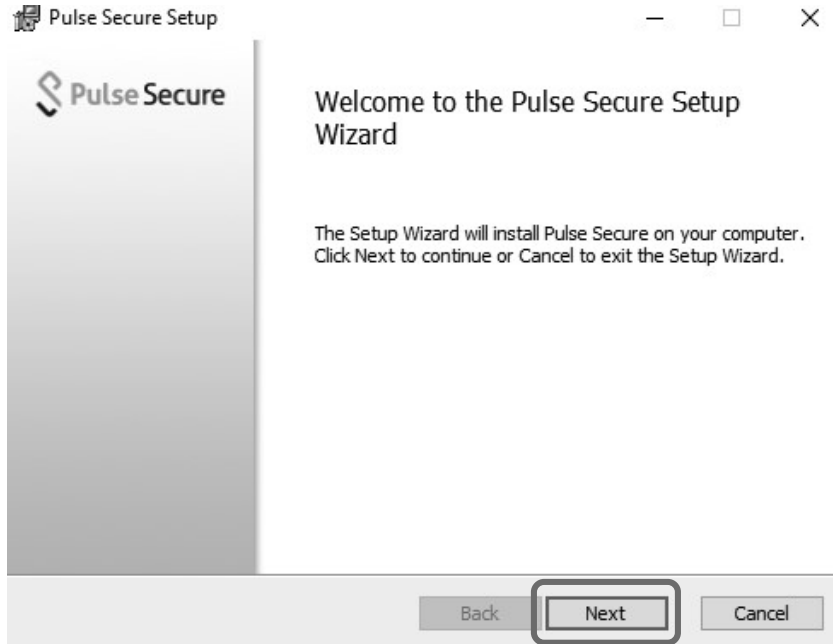 Pulse Secure Setup
Pulse Secure
Welcome to the Pulse Secure Setup
Wizard
The Setup Wizard will install Pulse Secure on your computer.
Click Next to continue or Cancel to exit the Setup Wizard.
Back
Next
Cancel